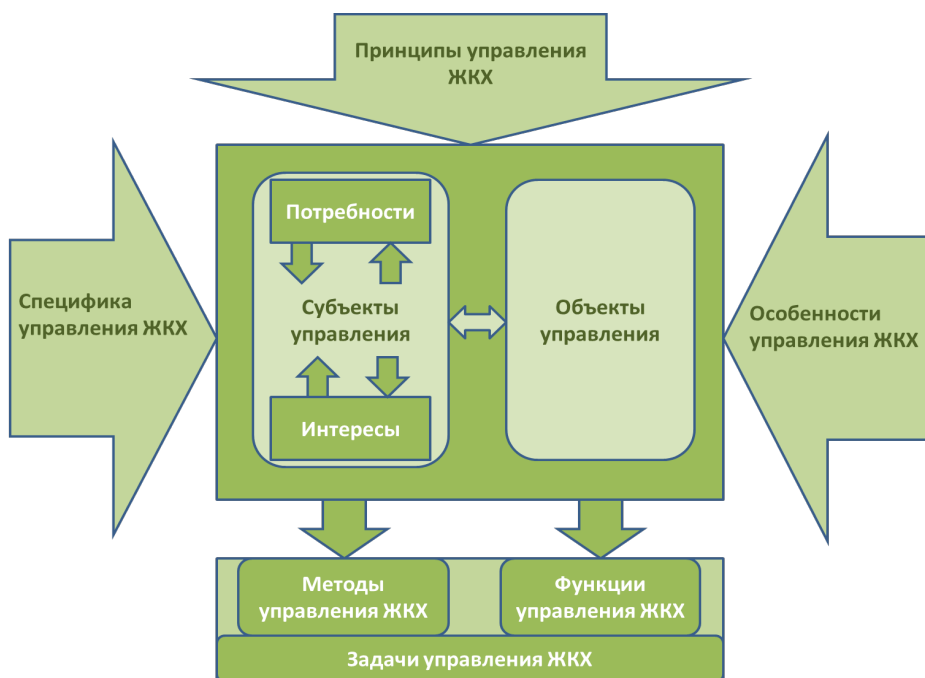 Принципы управления
ЖКХ
Потребности
Специфика
управления ЖКХ
Субъекты
управления
Объекты
управления
Особенности
управления ЖКХ
Интересы
Методы
управления ЖКХ
Функции
управления ЖКХ
Задачи управления ЖКХ